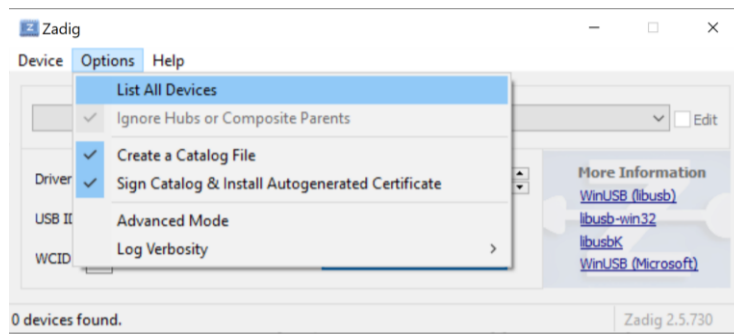 Zadig
Device Options Help
List All Devices
Ignore Hubs or Composite Parents
Edit
Create a Catalog File
Sign Catalog & Install Autogenerated Certificate
Advanced Mode
Log Verbosity
Driver
USB ID
WCID
More Information
WinUSB (libusb)
libusb-win32
libusbK
WinUSB (Microsoft)
0 devices found.
Zadig 2.5.730